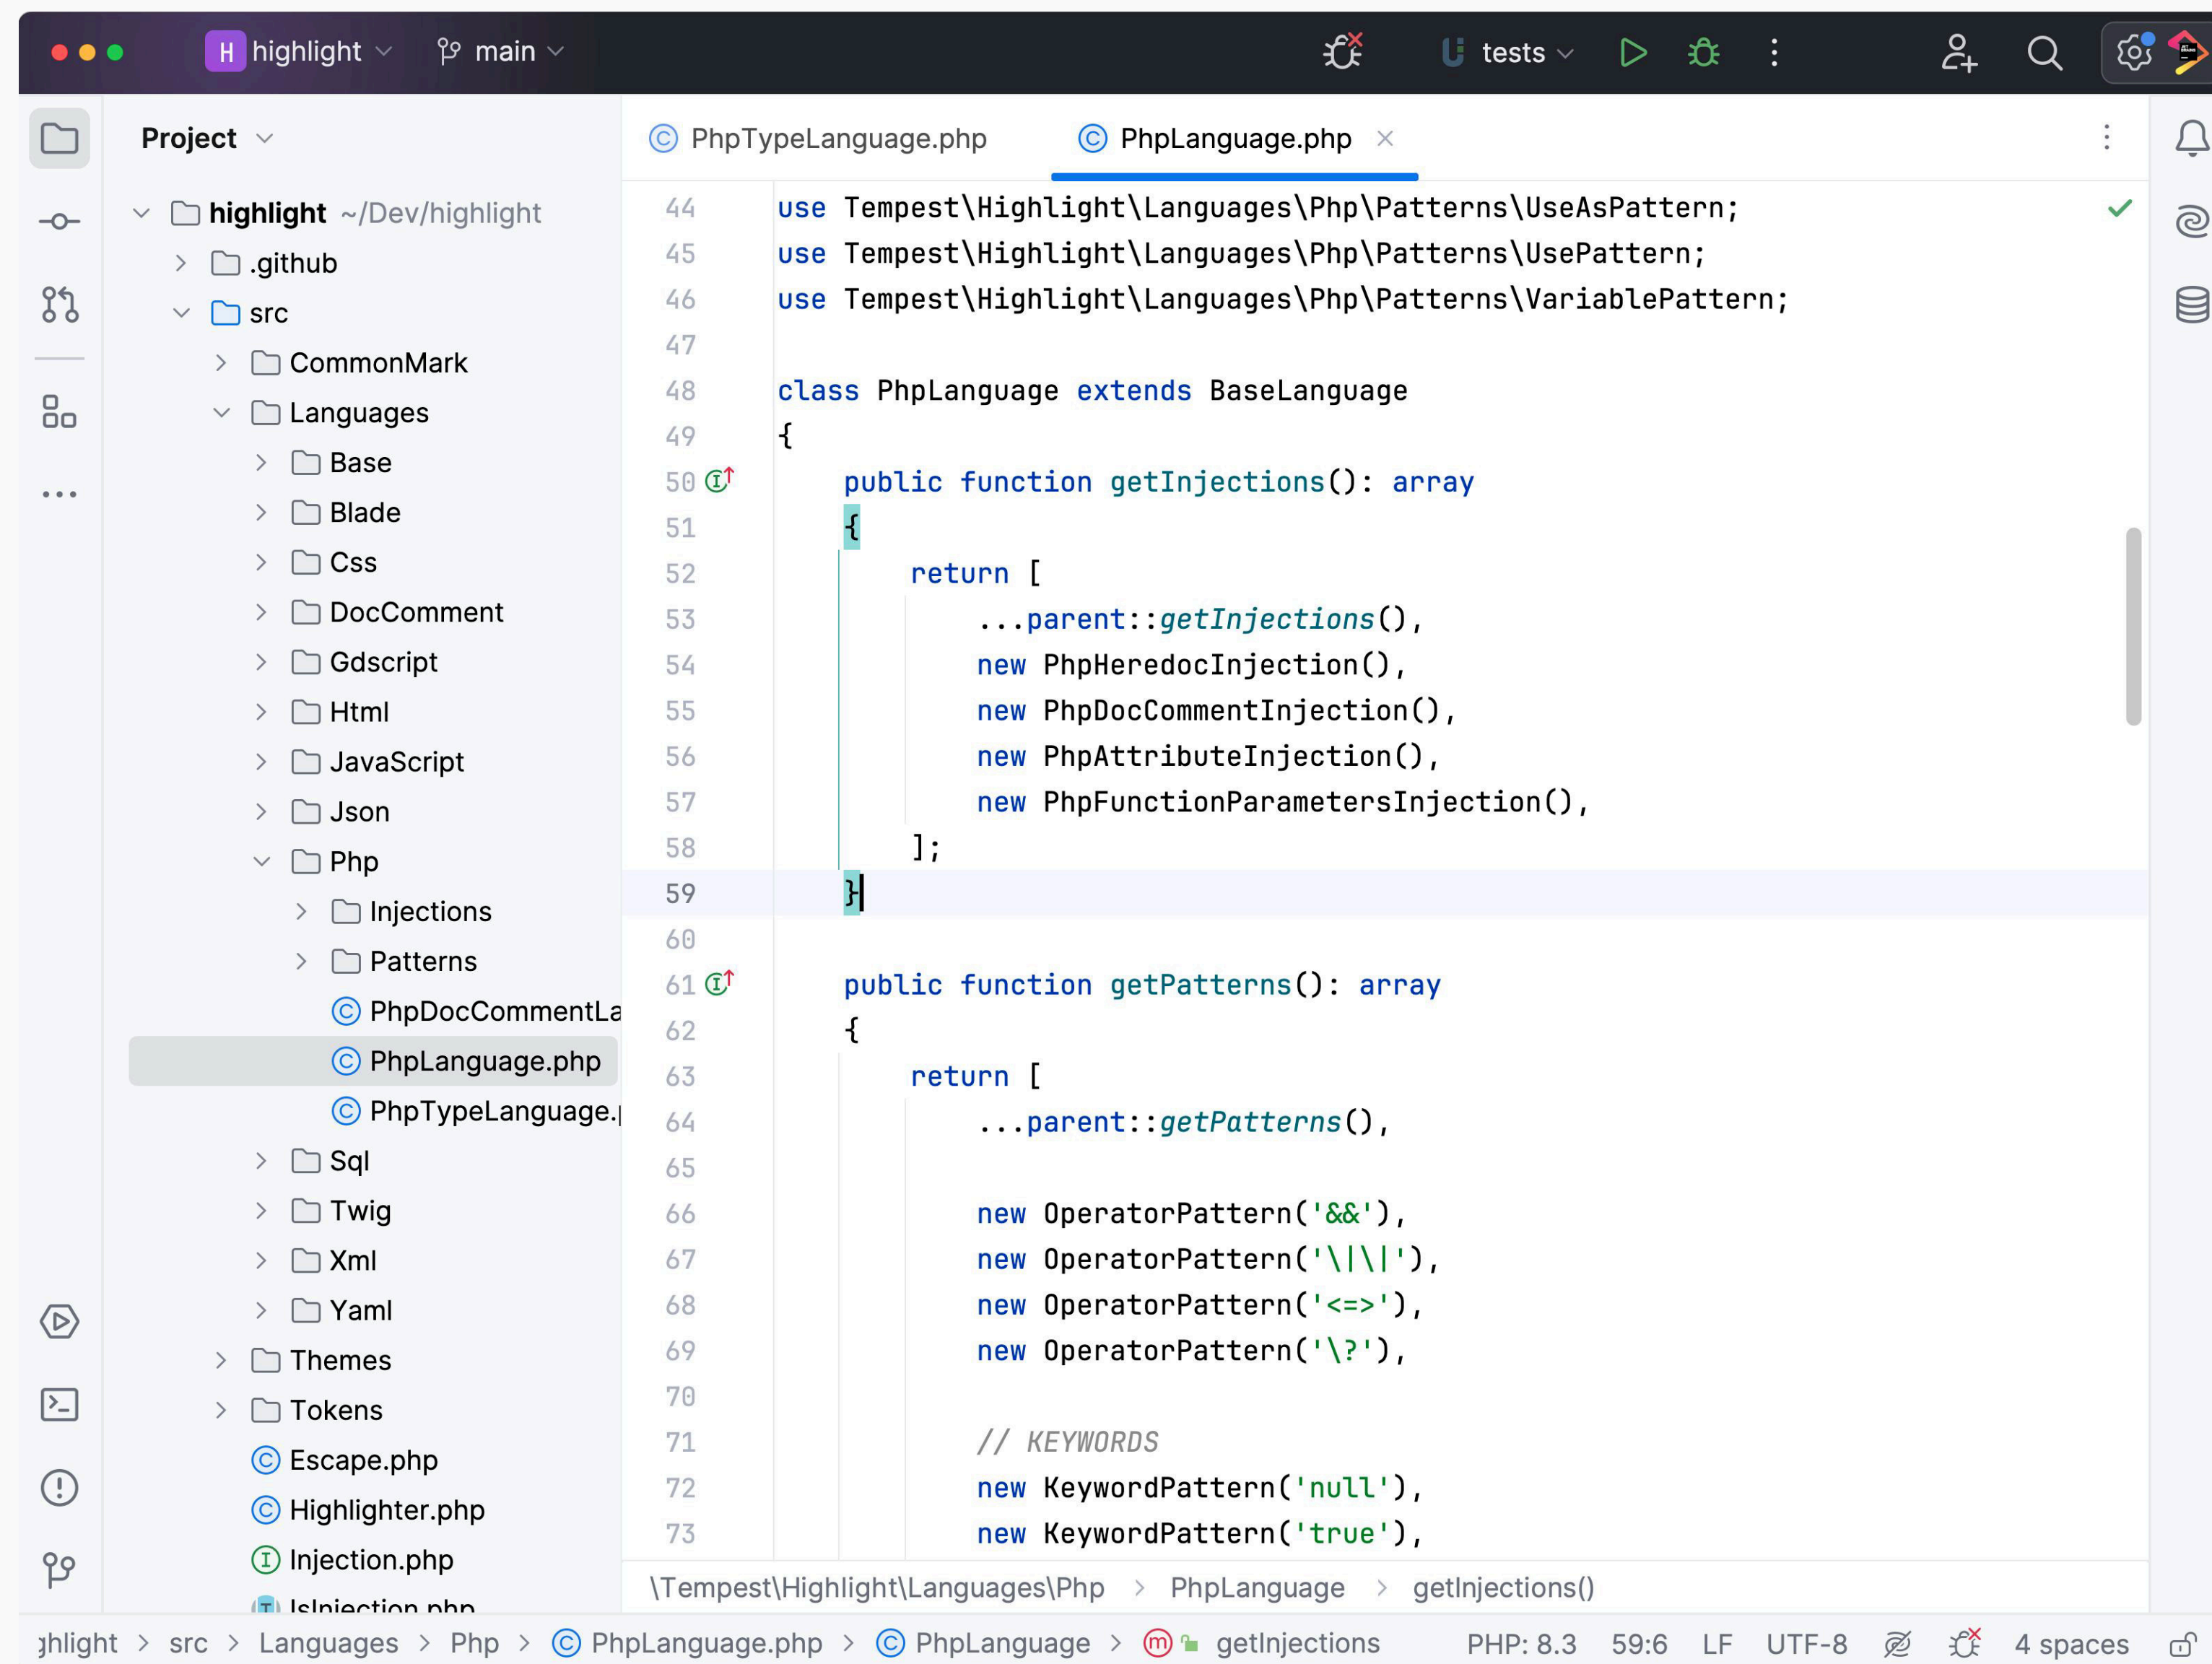 H highlight main tests
Project
highlight ~/Dev/highlight
.github
src
CommonMark
Languages
Base
Blade
Css
DocComment
Gdscript
Html
JavaScript
Json
Php
Injections
Patterns
PhpDocCommentLa
PhpLanguage.php
PhpTypeLanguage.p
Sql
Twig
Xml
Yaml
Themes
Tokens
Escape.php
Highlighter.php
Injection.php
IsInjection.php
PhpTypeLanguage.php PhpLanguage.php
44 use Tempest\Highlight\Languages\Php\Patterns\UseAsPattern;
45 use Tempest\Highlight\Languages\Php\Patterns\UsePattern;
46 use Tempest\Highlight\Languages\Php\Patterns\VariablePattern;
47
48 class PhpLanguage extends BaseLanguage
49 {
50 public function getInjections(): array
51 {
52 return [
53 ...parent::getInjections(),
54 new PhpHeredocInjection(),
55 new PhpDocCommentInjection(),
56 new PhpAttributeInjection(),
57 new PhpFunctionParametersInjection(),
58 ];
59 }
60
61 public function getPatterns(): array
62 {
63 return [
64 ...parent::getPatterns(),
65
66 new OperatorPattern('&&'),
67 new OperatorPattern('\|\|'),
68 new OperatorPattern('<=>'),
69 new OperatorPattern('\?'),
70
71 // KEYWORDS
72 new KeywordPattern('null'),
73 new KeywordPattern('true'),
\Tempest\Highlight\Languages\Php > PhpLanguage > getInjections()
ghlight > src > Languages > Php > PhpLanguage.php > PhpLanguage > getInjections PHP: 8.3 59:6 LF UTF-8 4 spaces